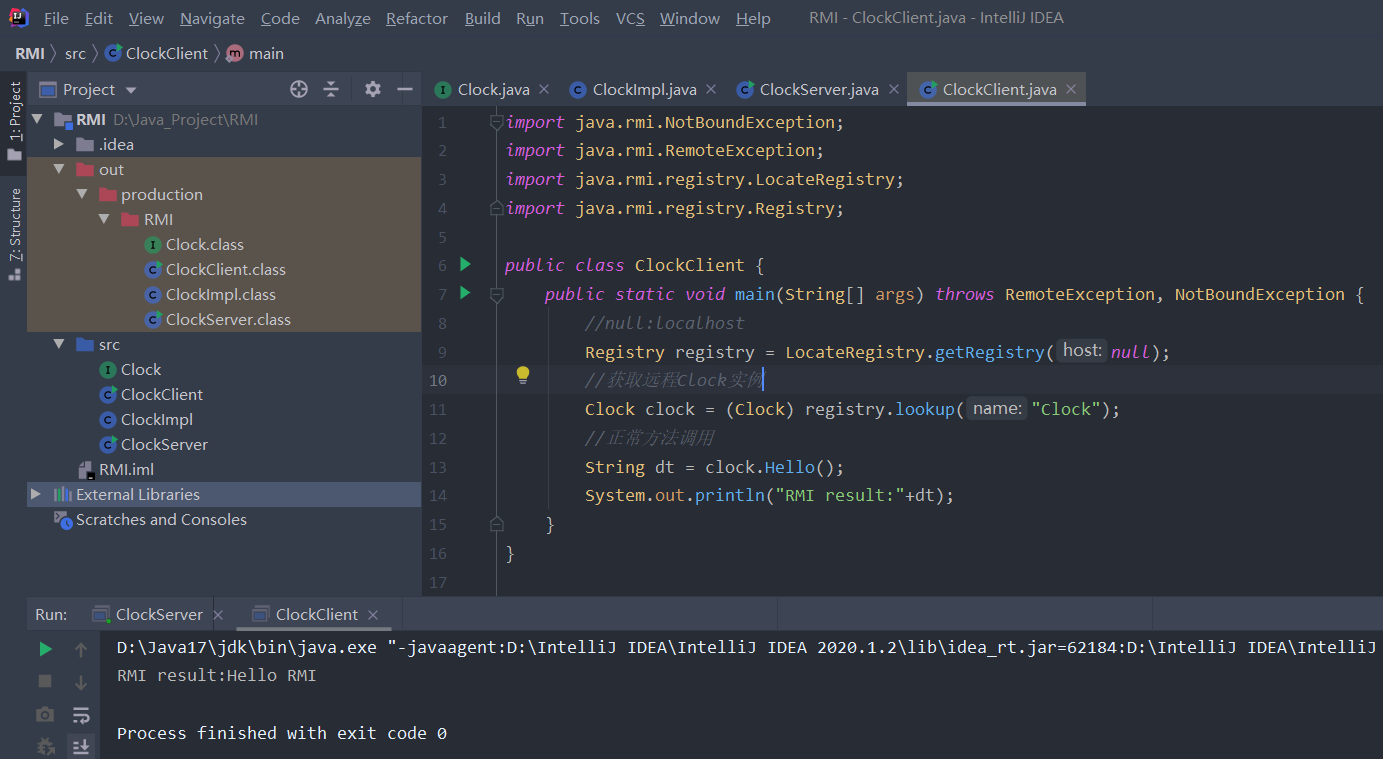 File Edit View Navigate Code Analyze Refactor Build Run Tools VCS Window Help RMI - ClockClient.java - IntelliJ IDEA
RMI src ClockClient main
1: Project
7: Structure
Project
RMI D:\Java_Project\RMI
.idea
out
production
RMI
Clock.class
ClockClient.class
ClockImpl.class
ClockServer.class
src
Clock
ClockClient
ClockImpl
ClockServer
RMI.iml
External Libraries
Scratches and Consoles
Clock.java ClockImpl.java ClockServer.java ClockClient.java
1 import java.rmi.NotBoundException;
2 import java.rmi.RemoteException;
3 import java.rmi.registry.LocateRegistry;
4 import java.rmi.registry.Registry;
5
6 public class ClockClient {
7 public static void main(String[] args) throws RemoteException, NotBoundException {
8 //null:localhost
9 Registry registry = LocateRegistry.getRegistry( host: null);
10 //获取远程Clock实例
11 Clock clock = (Clock) registry.lookup( name: "Clock");
12 //正常方法调用
13 String dt = clock.Hello();
14 System.out.println("RMI result:"+dt);
15 }
16 }
17
Run: ClockServer ClockClient
D:\Java17\jdk\bin\java.exe "-javaagent:D:\IntelliJ IDEA\IntelliJ IDEA 2020.1.2\lib\idea_rt.jar=62184:D:\IntelliJ IDEA\IntelliJ
RMI result:Hello RMI
Process finished with exit code 0